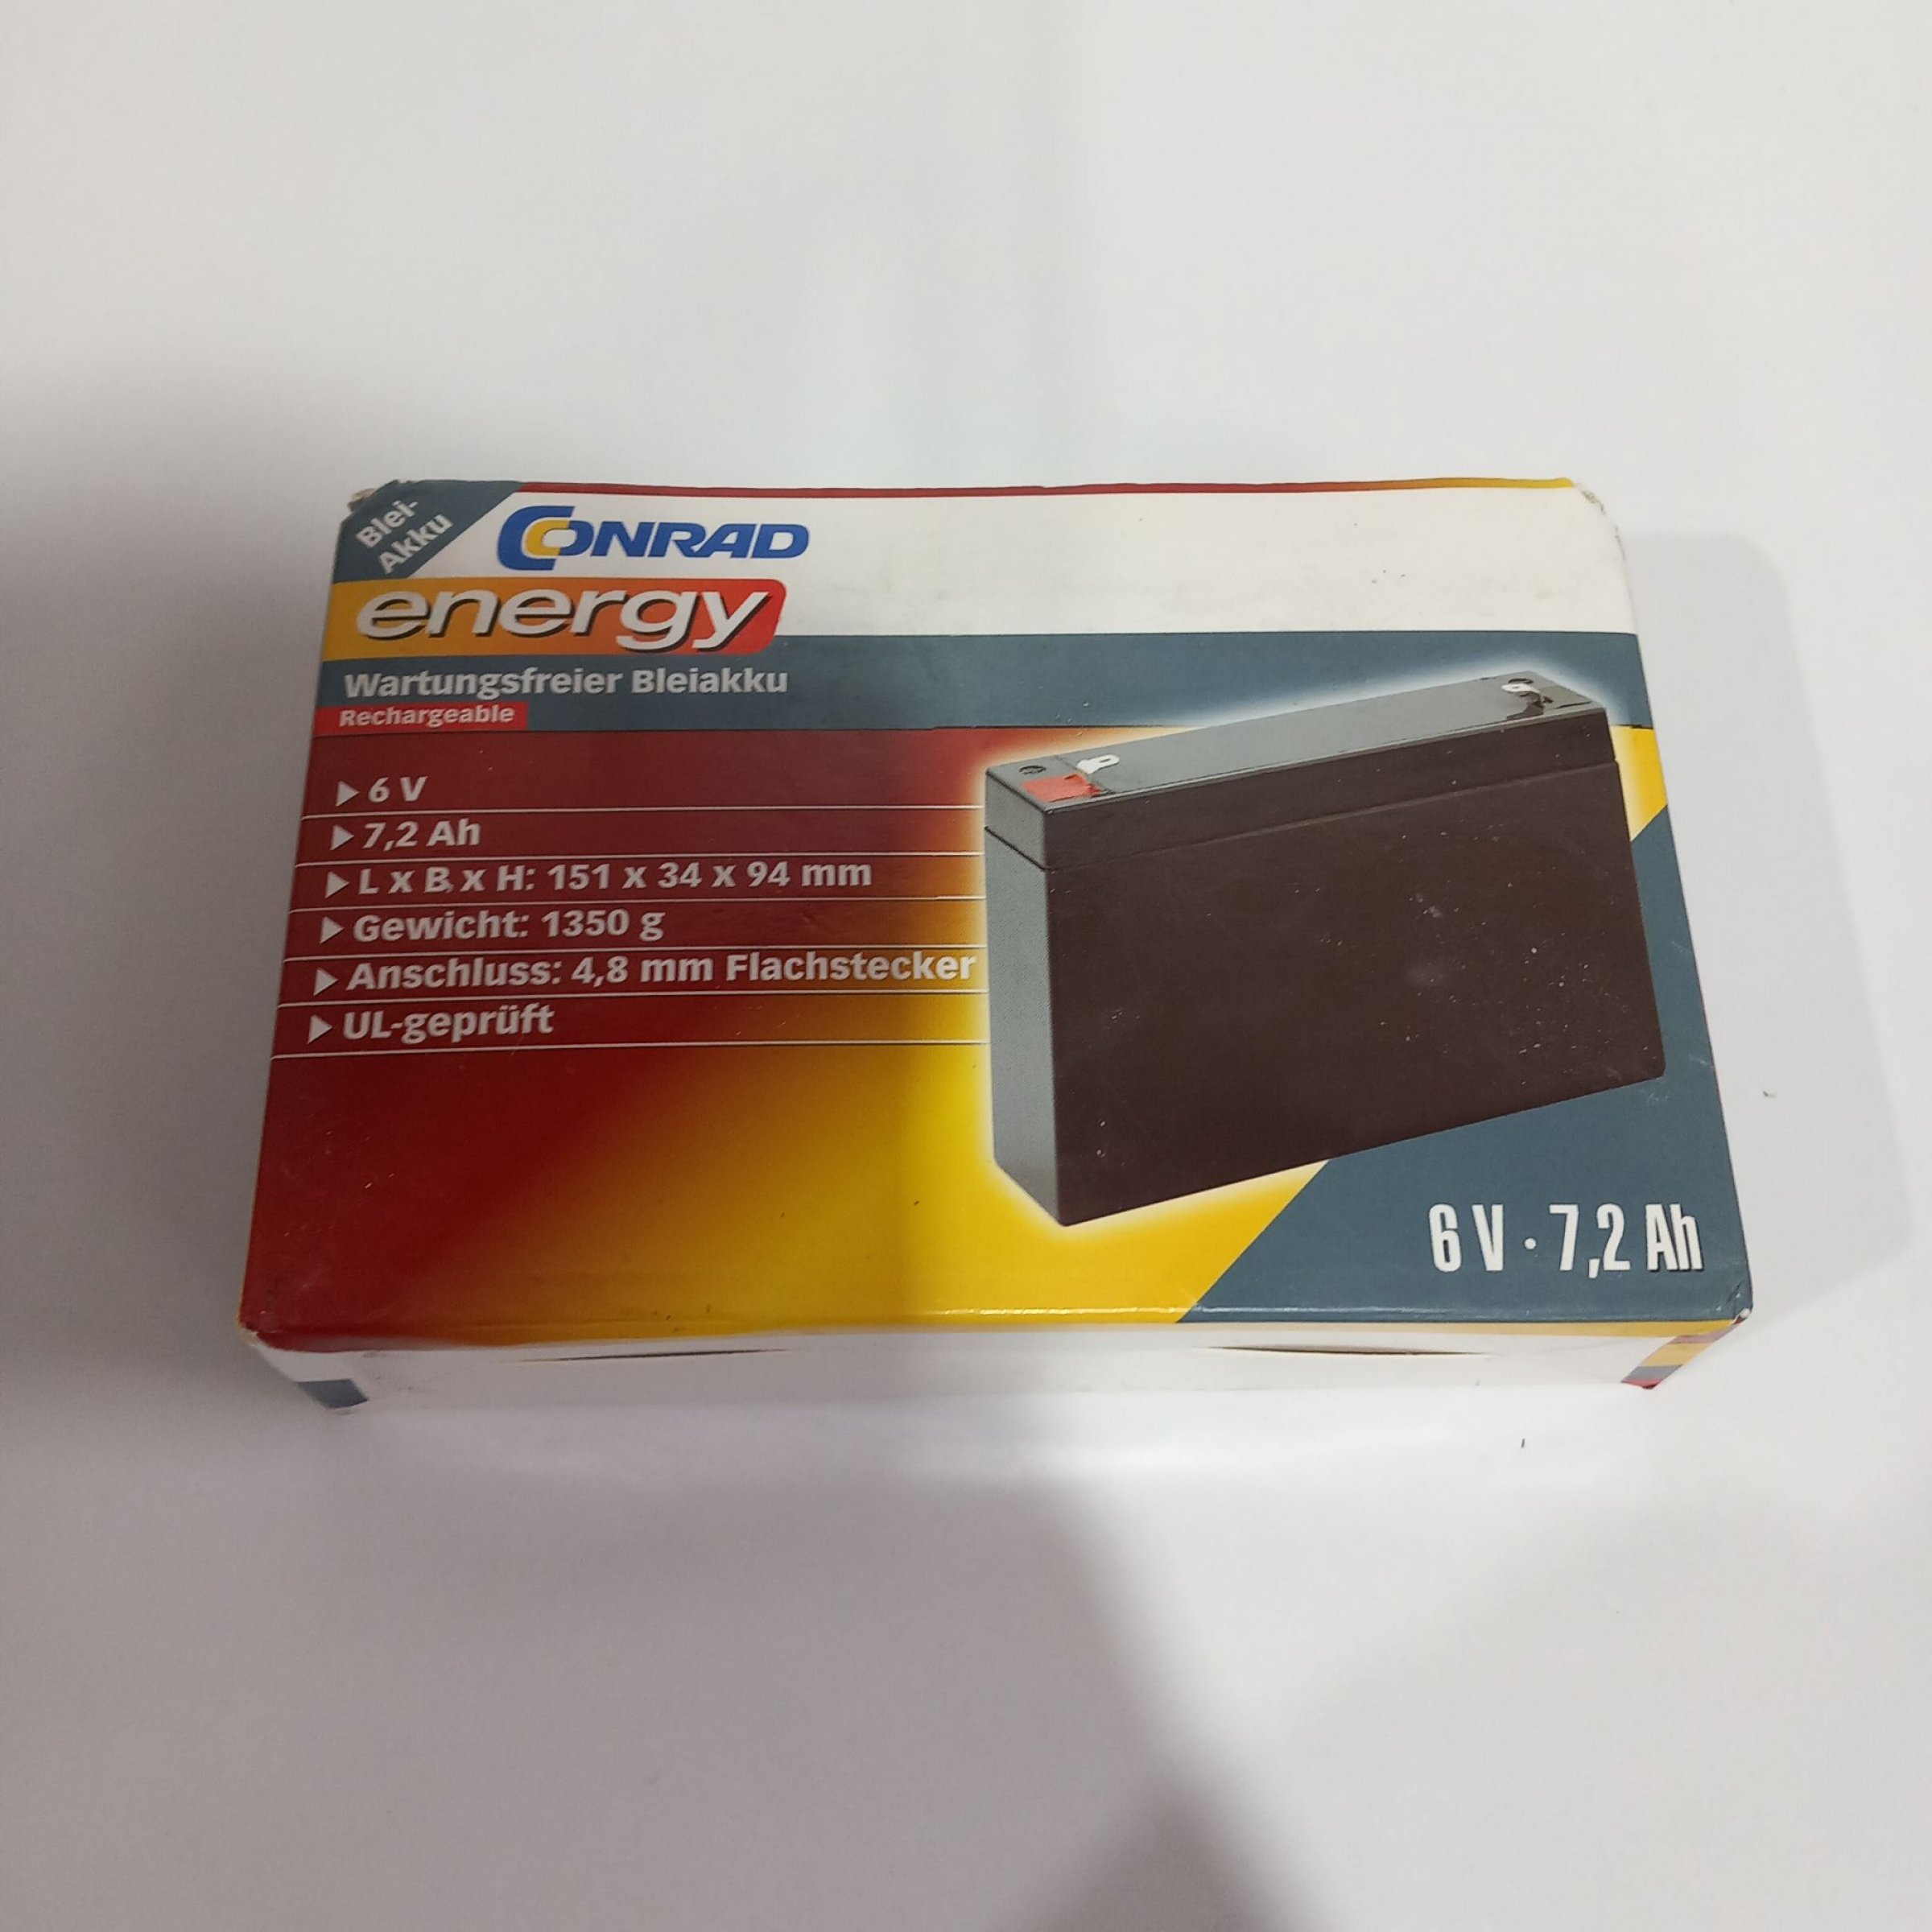 Blei-
Akku
CONRAD
energy
Wartungsfreier Bleiakku
Rechargeable
6 V
7,2 Ah
L x B x H: 151 x 34 x 94 mm
Gewicht: 1350 g
Anschluss: 4,8 mm Flachstecker
UL-geprüft
6 V · 7,2 Ah